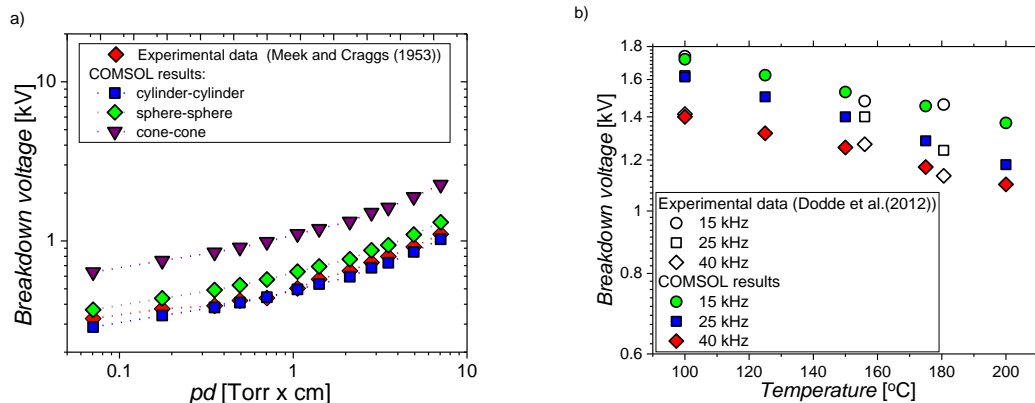 a)
Breakdown voltage [kV]
10
1
Experimental data (Meek and Craggs (1953))
COMSOL results:
cylinder-cylinder
sphere-sphere
cone-cone
0.1
1
10
pd [Torr x cm]
b)
Breakdown voltage [kV]
1.8
1.6
1.4
1.2
1
0.8
0.6
Experimental data (Dodde et al.(2012))
15 kHz
25 kHz
40 kHz
COMSOL results
15 kHz
25 kHz
40 kHz
100
120
140
160
180
200
Temperature [ºC]